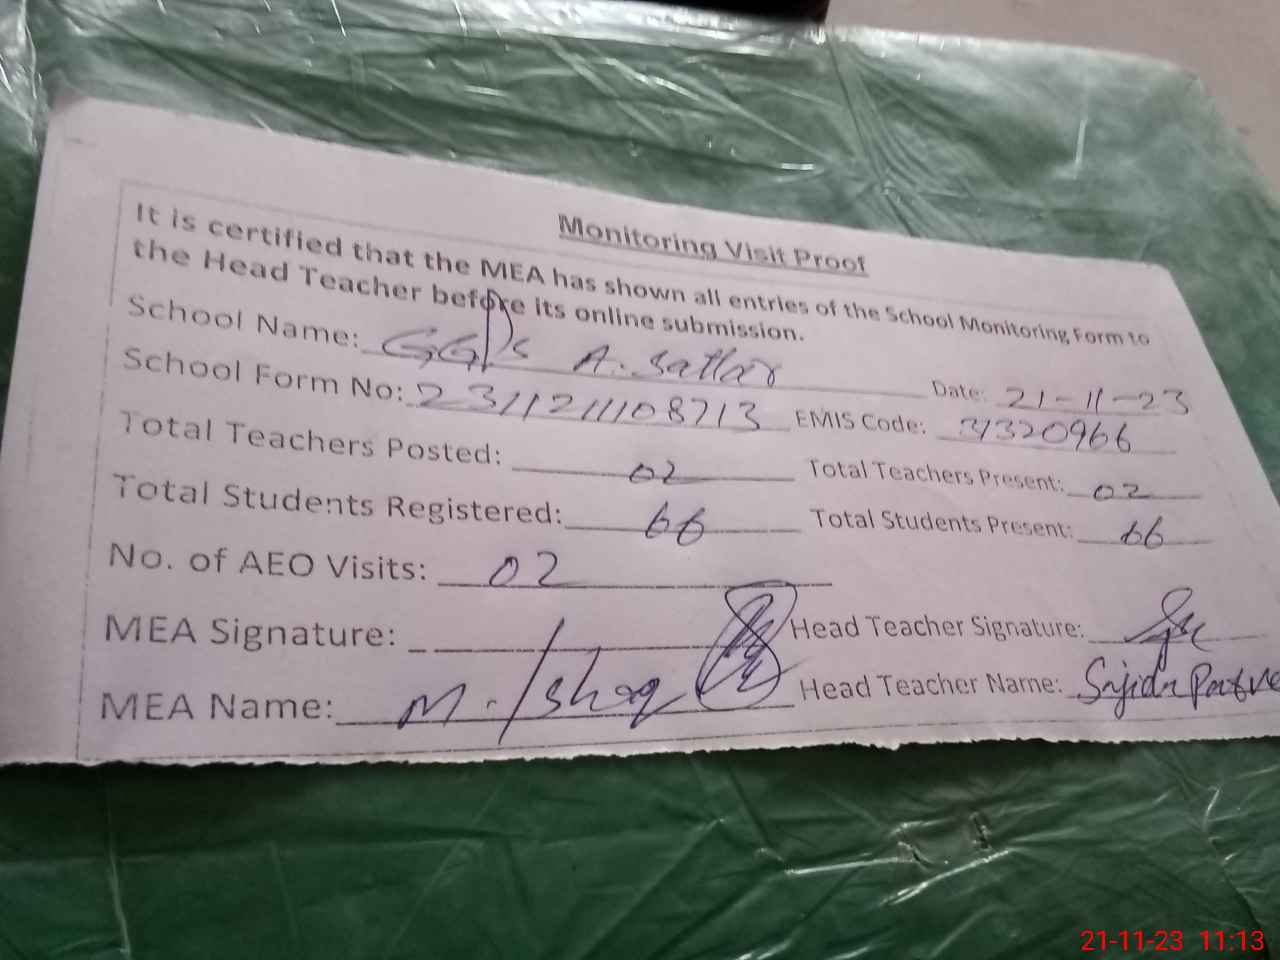 Monitoring Visit Proof
It is certified that the MEA has shown all entries of the School Monitoring Form to
the Head Teacher before its online submission.
School Name: GGPS A. Sattar Date: 21-11-23
School Form No: 2311211108713 EMIS Code: 31320966
Total Teachers Posted: 02 Total Teachers Present: 02
Total Students Registered: 66 Total Students Present: 66
No. of AEO Visits: 02
MEA Signature: Head Teacher Signature:
MEA Name: M. Ishaq Head Teacher Name: Sajida
21-11-23 11:13